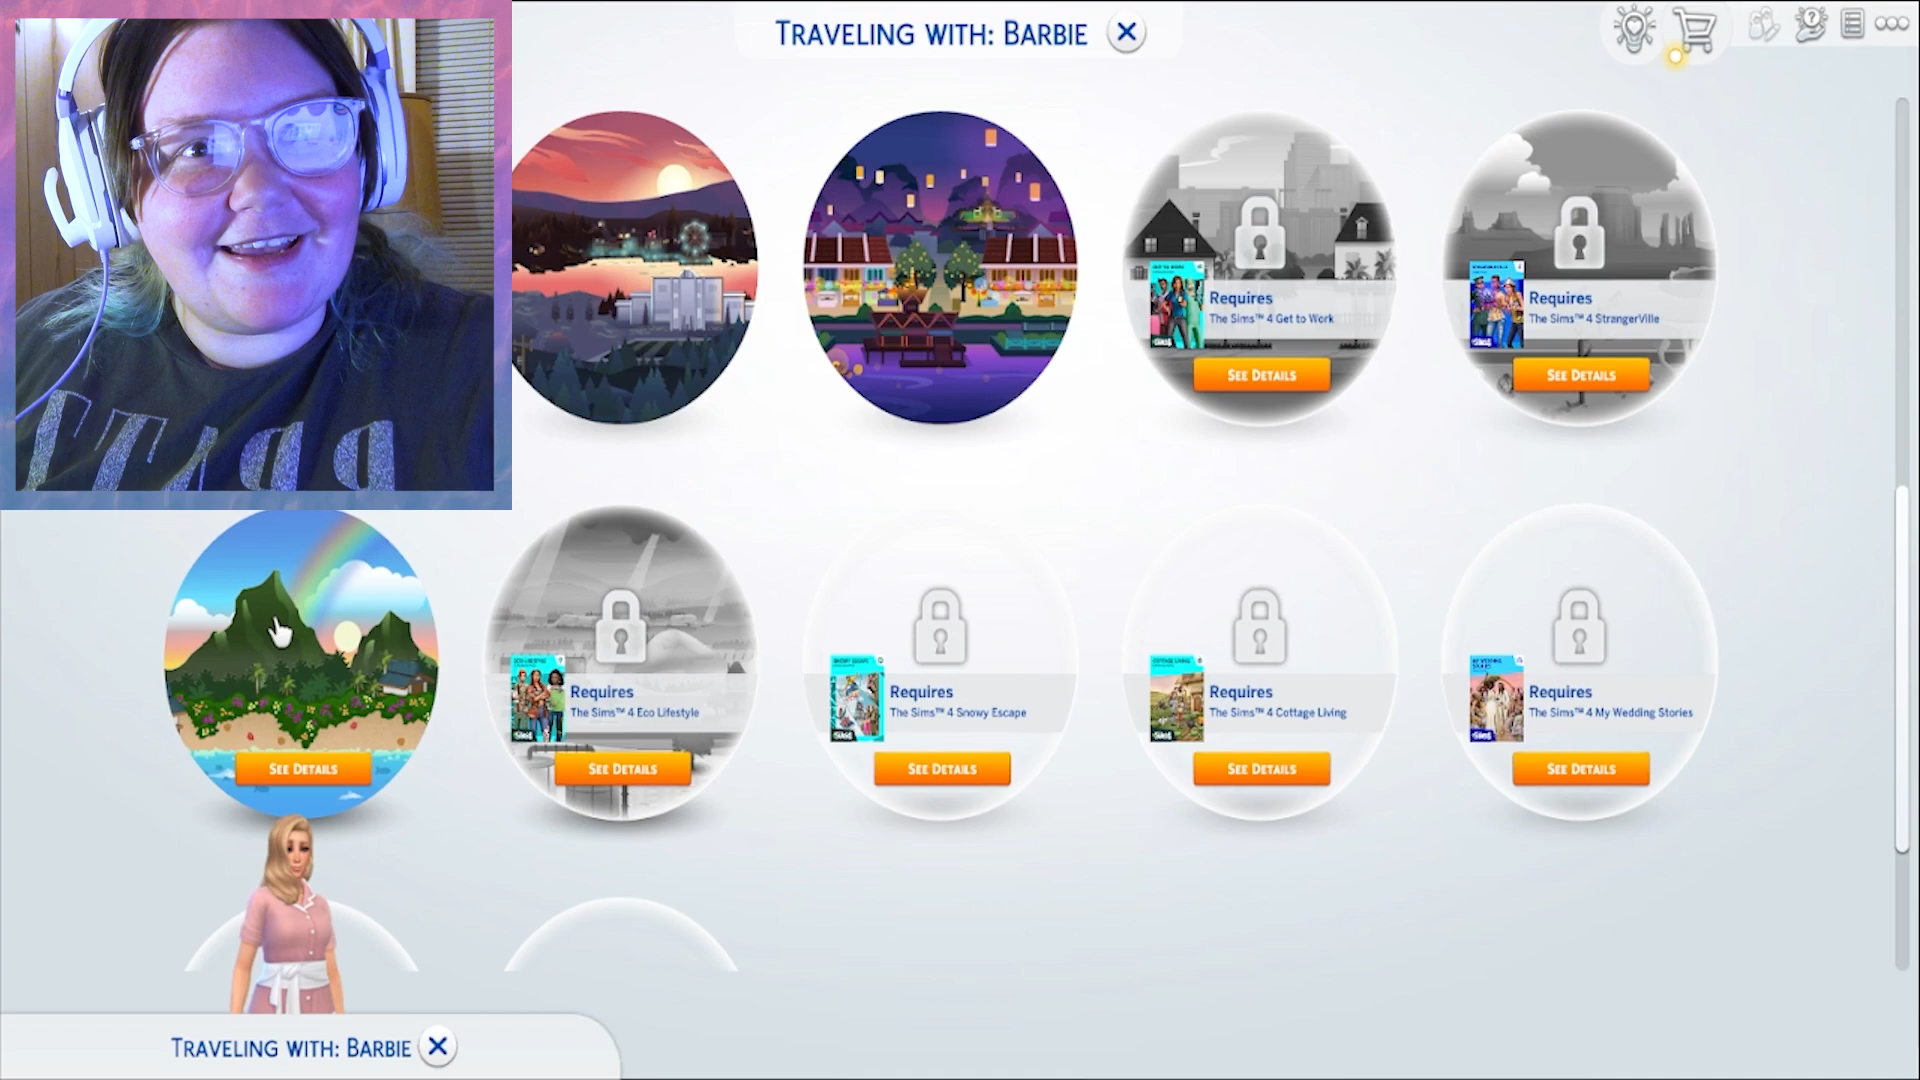 TRAVELING WITH: BARBIE
Requires
The Sims™ 4 Get to Work
SEE DETAILS
Requires
The Sims™ 4 StrangerVille
SEE DETAILS
SEE DETAILS
Requires
The Sims™ 4 Eco Lifestyle
SEE DETAILS
Requires
The Sims™ 4 Snowy Escape
SEE DETAILS
Requires
The Sims™ 4 Cottage Living
SEE DETAILS
Requires
The Sims™ 4 My Wedding Stories
SEE DETAILS
TRAVELING WITH: BARBIE